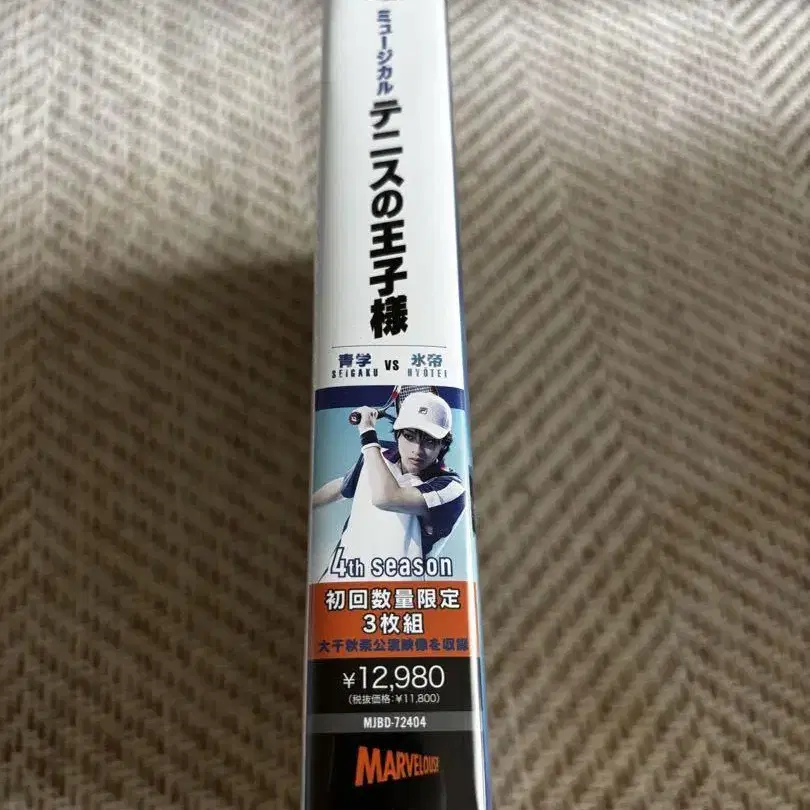 ミュージカル
テニスの王子様
青学 vs 氷帝
SEIGAKU HYOTEI
4th season
初回数量限定
3枚組
大千秋楽公演映像を収録
¥12,980
(税抜価格:¥11,800)
MJBD-72404
MARVELOUS!